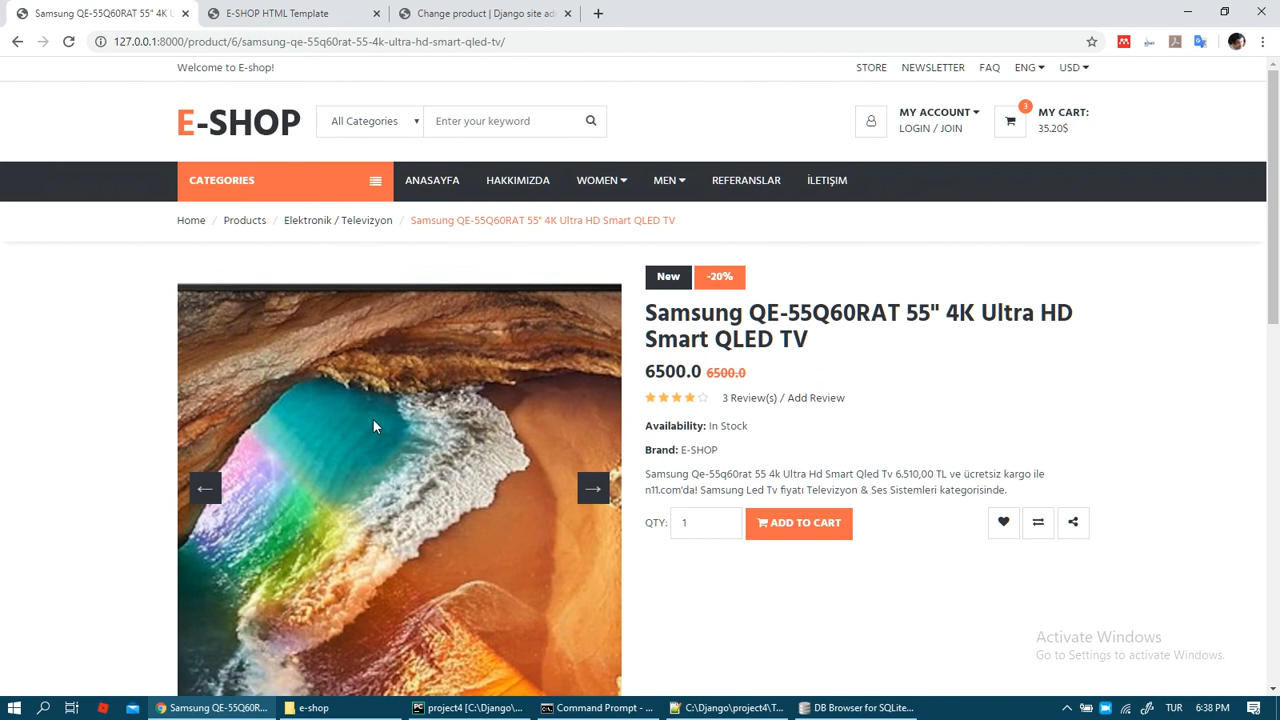 Samsung QE-55Q60RAT 55" 4K U
E-SHOP HTML Template
Change product | Django site ad
127.0.0.1:8000/product/6/samsung-qe-55q60rat-55-4k-ultra-hd-smart-qled-tv/
Welcome to E-shop!
STORE NEWSLETTER FAQ ENG USD
E-SHOP
All Categories
Enter your keyword
MY ACCOUNT
LOGIN / JOIN
3
MY CART:
35.20$
CATEGORIES
ANASAYFA HAKKIMIZDA WOMEN MEN REFERANSLAR İLETIŞIM
Home / Products / Elektronik / Televizyon / Samsung QE-55Q60RAT 55" 4K Ultra HD Smart QLED TV
New -20%
Samsung QE-55Q60RAT 55" 4K Ultra HD
Smart QLED TV
6500.0 6500.0
3 Review(s) / Add Review
Availability: In Stock
Brand: E-SHOP
Samsung Qe-55q60rat 55 4k Ultra Hd Smart Qled Tv 6.510,00 TL ve ücretsiz kargo ile
n11.com'da! Samsung Led Tv fiyatı Televizyon & Ses Sistemleri kategorisinde.
QTY: 1 ADD TO CART
Activate Windows
Go to Settings to activate Windows.
Samsung QE-55Q60R...
e-shop
project4 [C:\Django\...
Command Prompt - ...
C:\Django\project4\T...
DB Browser for SQLite...
TUR
6:38 PM